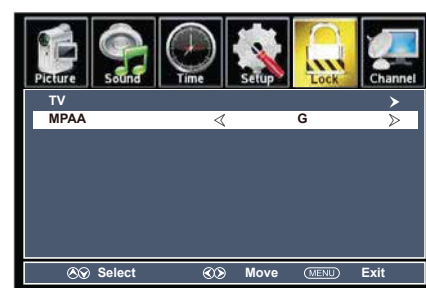 Picture Sound Time Setup Lock Channel
TV
MPAA G
Select Move MENU Exit